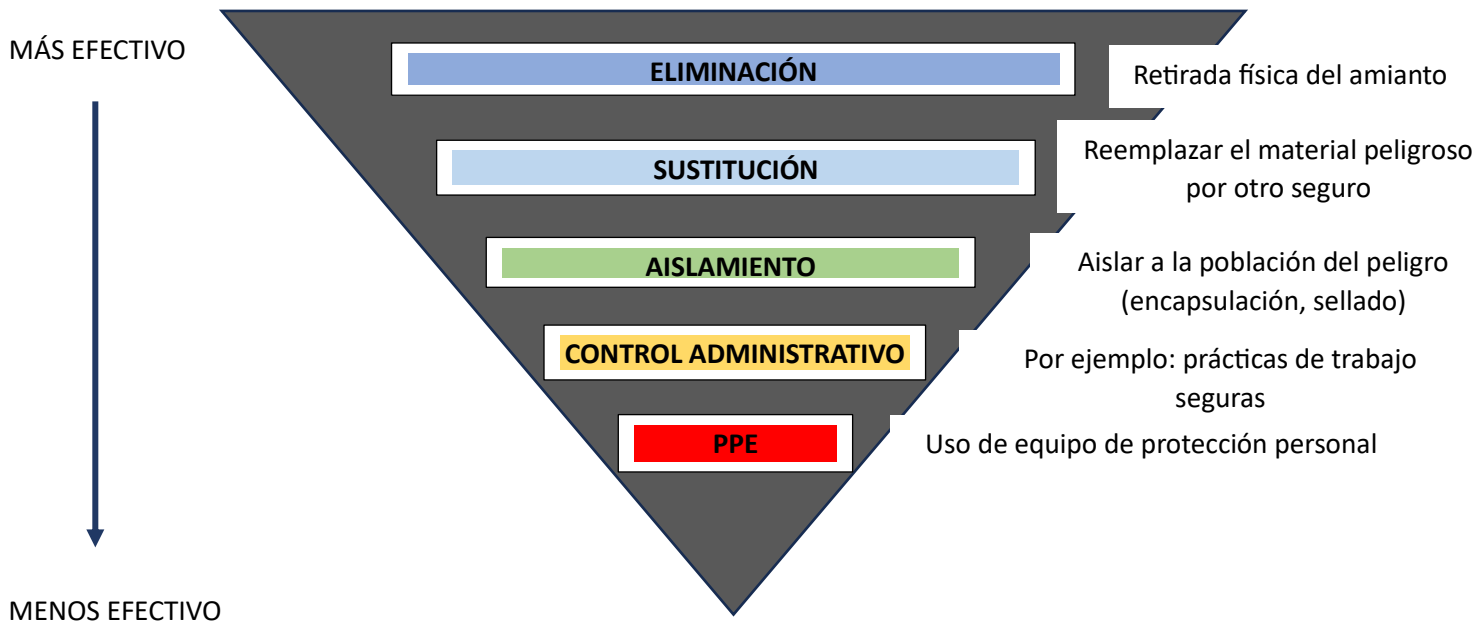 MÁS EFECTIVO
ELIMINACIÓN
Retirada física del amianto
SUSTITUCIÓN
Reemplazar el material peligroso
por otro seguro
AISLAMIENTO
Aislar a la población del peligro
(encapsulación, sellado)
CONTROL ADMINISTRATIVO
Por ejemplo: prácticas de trabajo
seguras
PPE
Uso de equipo de protección personal
MENOS EFECTIVO